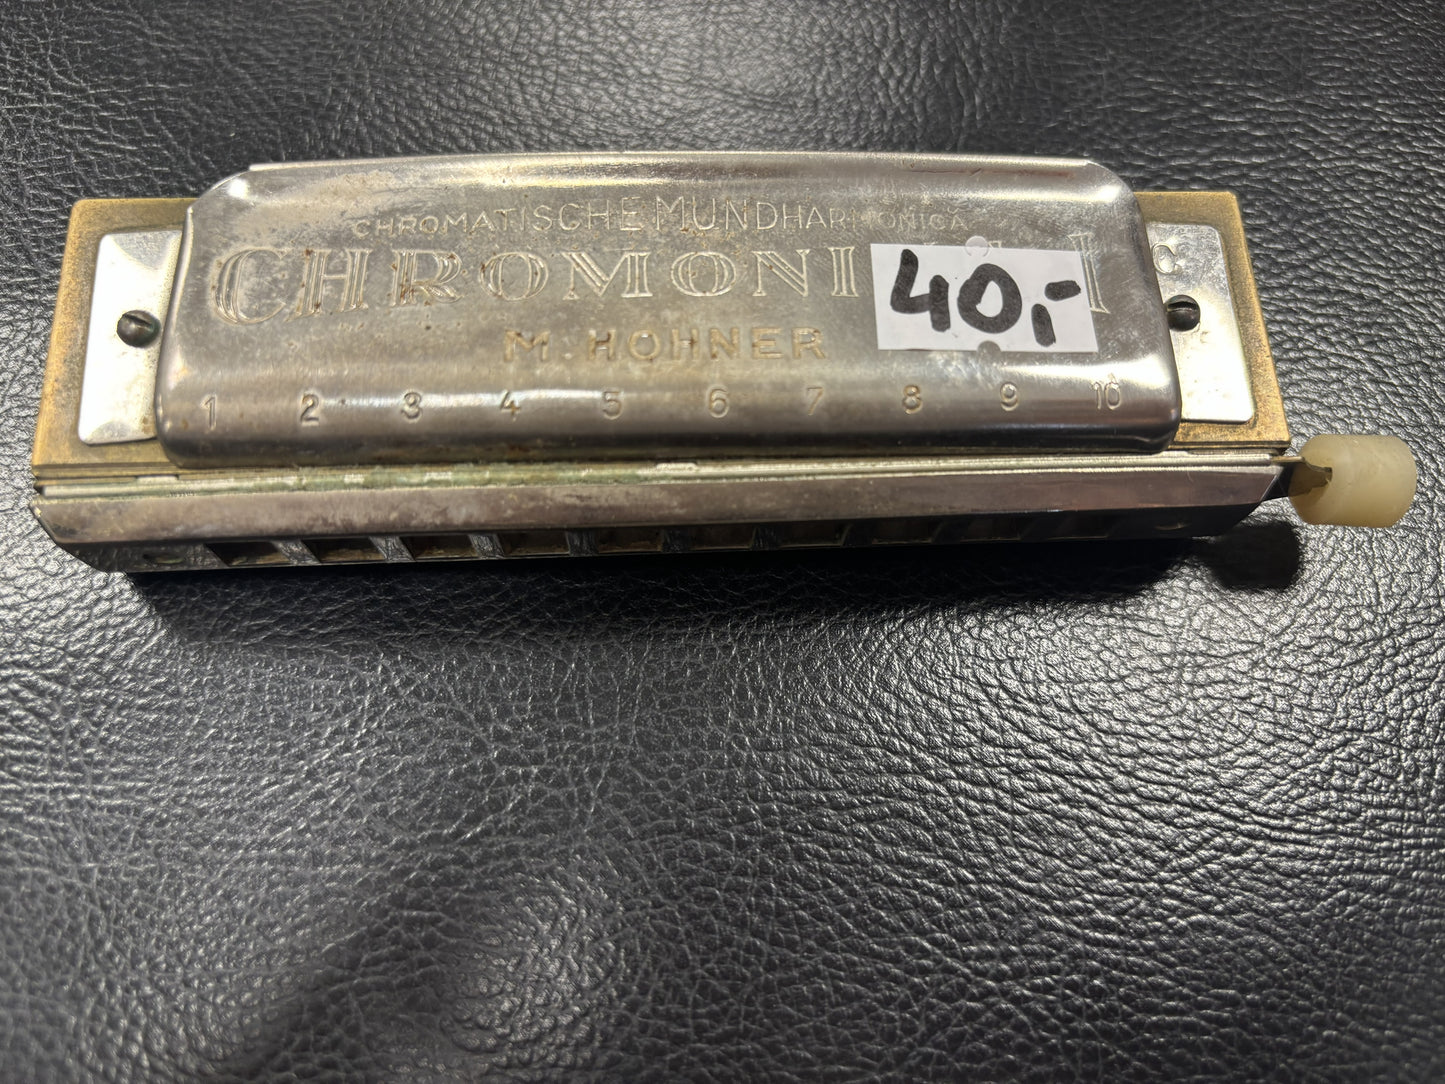 CHROMATISCHE MUNDHARMONICA
CHROMONI
40,-
C
M. HOHNER
1 2 3 4 5 6 7 8 9 10